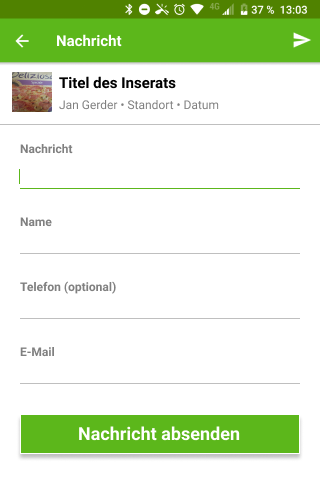 4G 37 % 13:03
Nachricht
Deliziosa
Titel des Inserats
Jan Gerder • Standort • Datum
Nachricht
Name
Telefon (optional)
E-Mail
Nachricht absenden